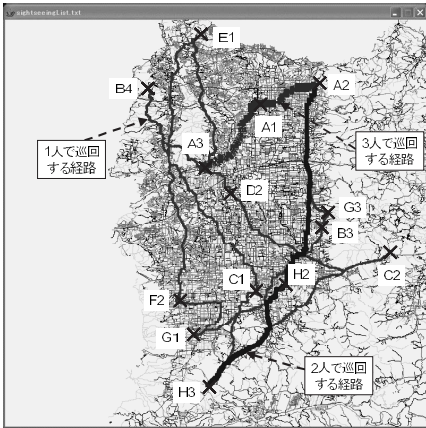 sightseeingList.txt
E1
B4
A2
A1
1人で巡回
する経路
A3
3人で巡回
する経路
D2
G3
B3
C2
H2
C1
F2
G1
2人で巡回
する経路
H3